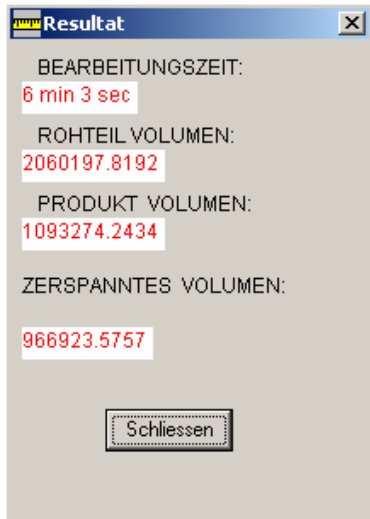 Resultat
BEARBEITUNGSZEIT:
6 min 3 sec
ROHTEIL VOLUMEN:
2060197.8192
PRODUKT VOLUMEN:
1093274.2434
ZERSPANNTES VOLUMEN:
966923.5757
Schliessen